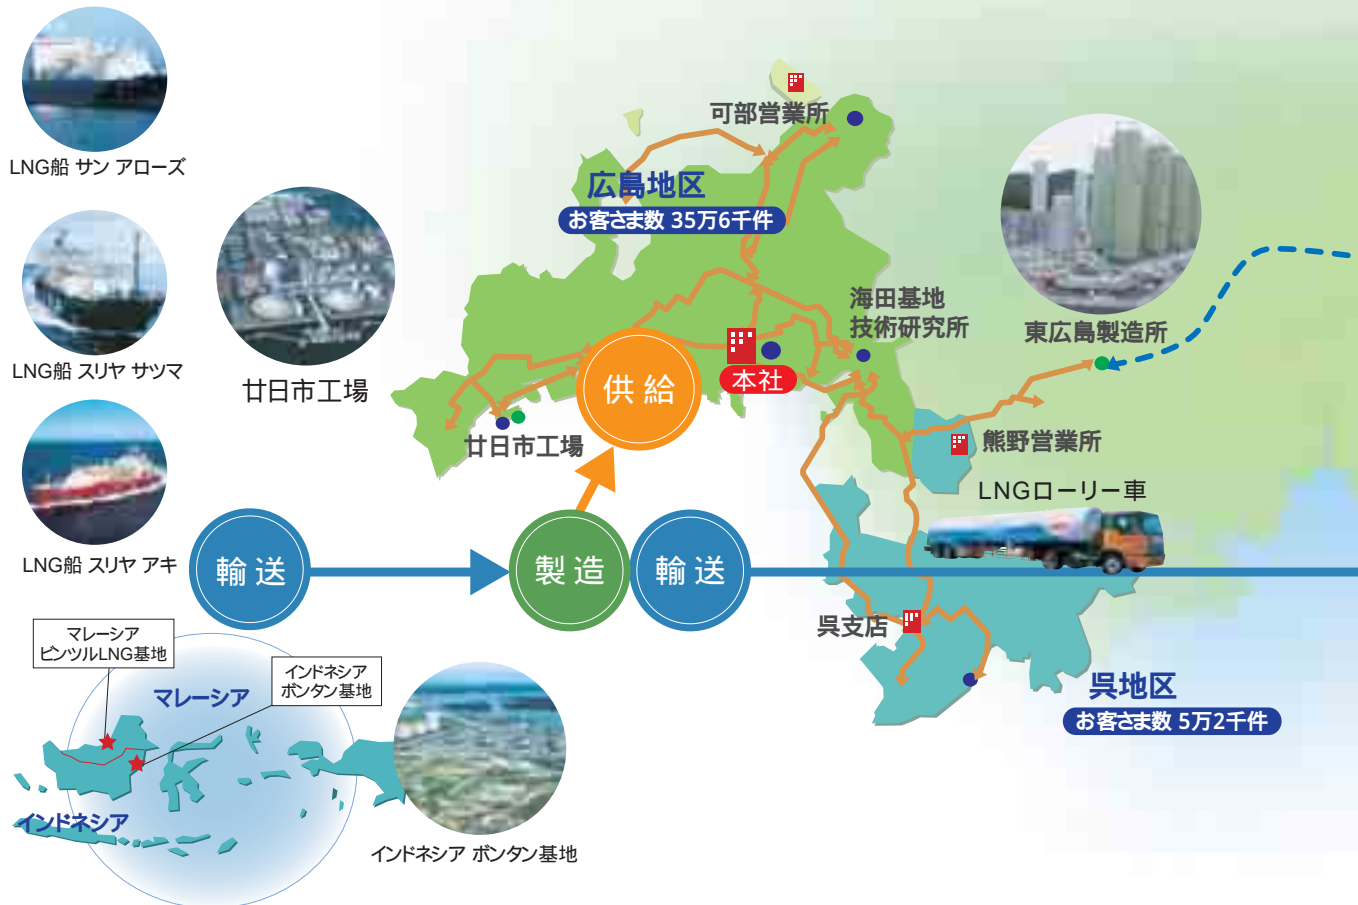 LNG船 サン アローズ
LNG船 スリヤ サツマ
LNG船 スリヤ アキ
廿日市工場
可部営業所
広島地区
お客さま数 35万6千件
海田基地
技術研究所
東広島製造所
本社
供給
廿日市工場
熊野営業所
LNGローリー車
輸送
製造
輸送
呉支店
呉地区
お客さま数 5万2千件
マレーシア
ビンツルLNG基地
インドネシア
ボンタン基地
マレーシア
インドネシア
インドネシア ボンタン基地